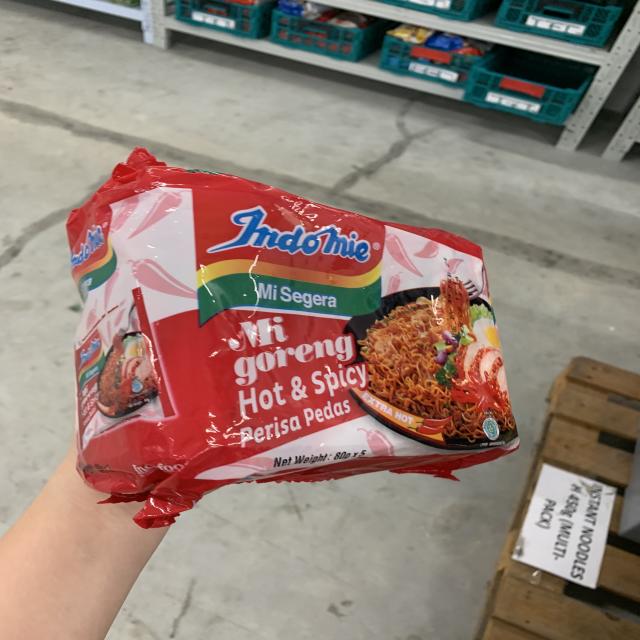 Indomie
Mi Segera
Mi
goreng
Hot & Spicy
Perisa Pedas
EXTRA HOT
Net Weight: 80g x 5
INSTANT NOODLES
(MULTI-
PACK)